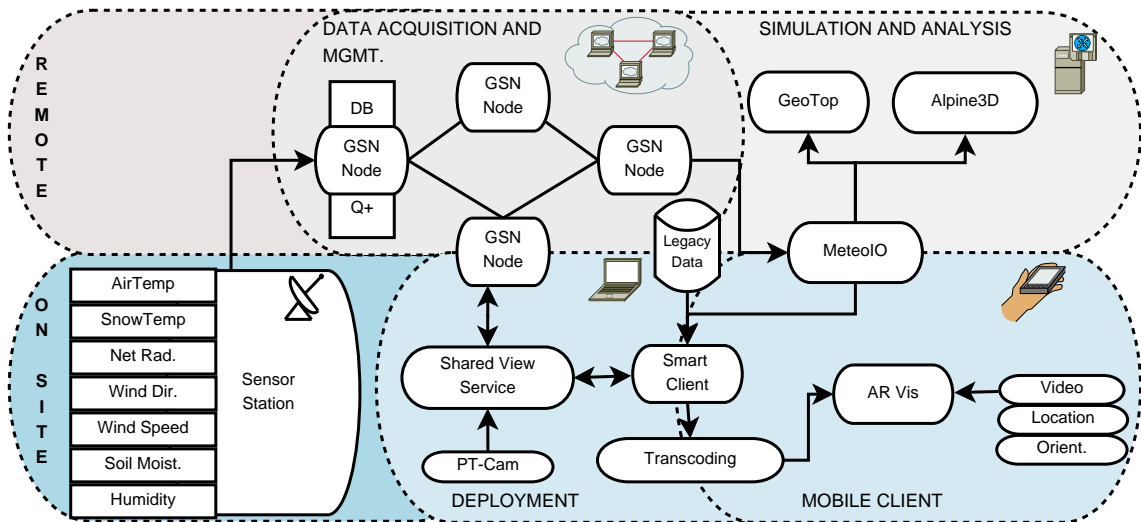 DATA ACQUISITION AND
MGMT.
SIMULATION AND ANALYSIS
REMOTE
DB
GSN
Node
Q+
GSN
Node
GSN
Node
GSN
Node
GeoTop
Alpine3D
Legacy
Data
MeteoIO
ON SITE
AirTemp
SnowTemp
Net Rad.
Wind Dir.
Wind Speed
Soil Moist.
Humidity
Sensor
Station
Shared View
Service
Smart
Client
AR Vis
Video
Location
Orient.
PT-Cam
Transcoding
DEPLOYMENT
MOBILE CLIENT